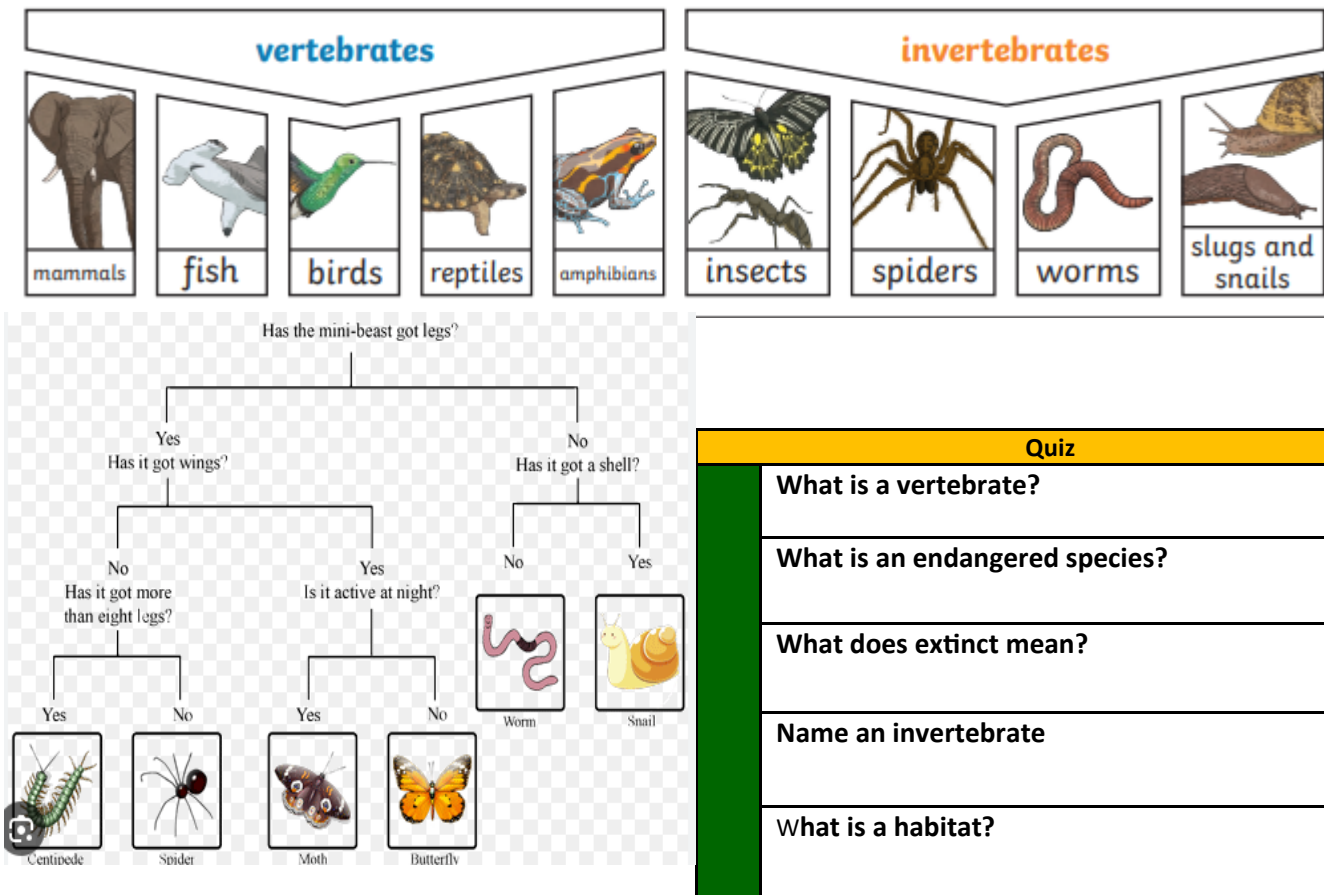 vertebrates
invertebrates
mammals
fish
birds
reptiles
amphibians
insects
spiders
worms
slugs and
snails
Has the mini-beast got legs?
Yes
Has it got wings?
No
Has it got a shell?
No
Has it got more
than eight legs?
Yes
Is it active at night?
No
Yes
Worm
Snail
Yes
No
Yes
No
Centipede
Spider
Moth
Butterfly
Quiz
What is a vertebrate?
What is an endangered species?
What does extinct mean?
Name an invertebrate
What is a habitat?